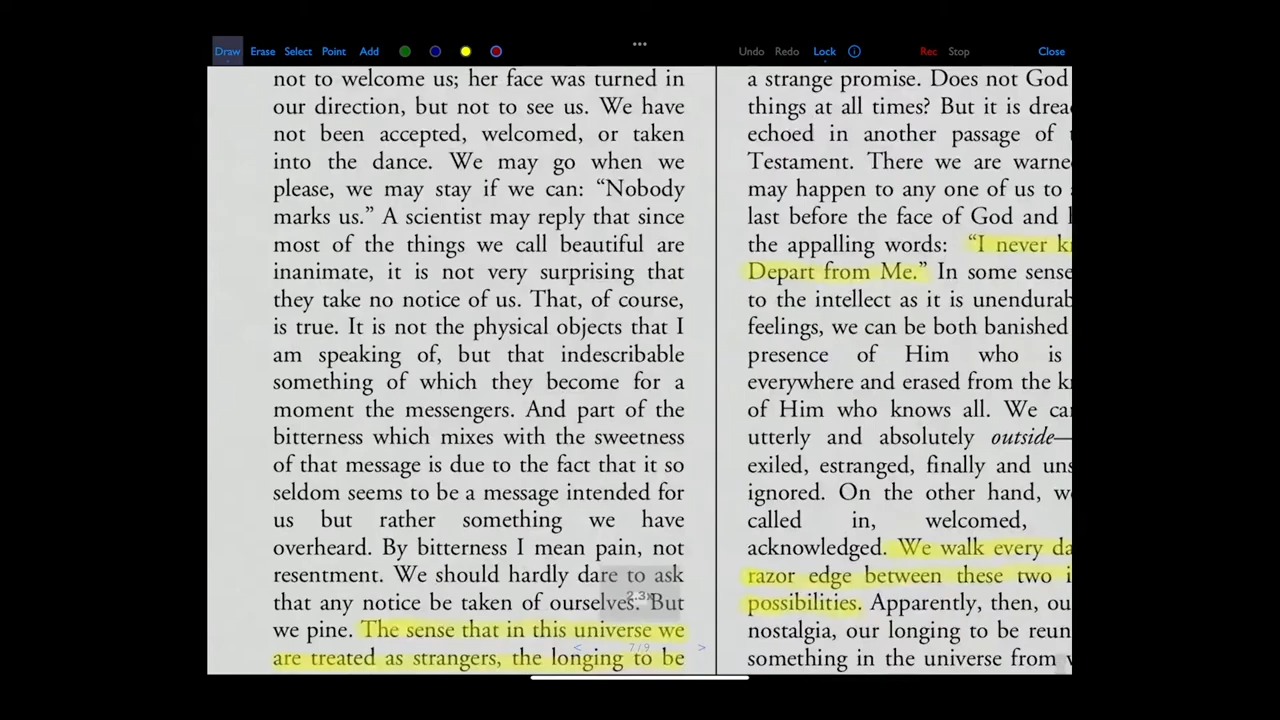 Draw Erase Select Point Add Undo Redo Lock Rec Stop Close
not to welcome us; her face was turned in
our direction, but not to see us. We have
not been accepted, welcomed, or taken
into the dance. We may go when we
please, we may stay if we can: “Nobody
marks us.” A scientist may reply that since
most of the things we call beautiful are
inanimate, it is not very surprising that
they take no notice of us. That, of course,
is true. It is not the physical objects that I
am speaking of, but that indescribable
something of which they become for a
moment the messengers. And part of the
bitterness which mixes with the sweetness
of that message is due to the fact that it so
seldom seems to be a message intended for
us but rather something we have
overheard. By bitterness I mean pain, not
resentment. We should hardly dare to ask
that any notice be taken of ourselves. But
we pine. The sense that in this universe we
are treated as strangers, the longing to be
a strange promise. Does not God
things at all times? But it is
echoed in another passage of
Testament. There we are
may happen to any one of us to
last before the face of God and
the appalling words: “I never
Depart from Me.” In some sense
to the intellect as it is
feelings, we can be both banished
presence of Him who is
everywhere and erased from the
of Him who knows all. We
utterly and absolutely outside—
exiled, estranged, finally and
ignored. On the other hand,
called in, welcomed,
acknowledged. We walk every
razor edge between these two
possibilities. Apparently, then,
nostalgia, our longing to be
something in the universe from
2.3x
< 7/9 >